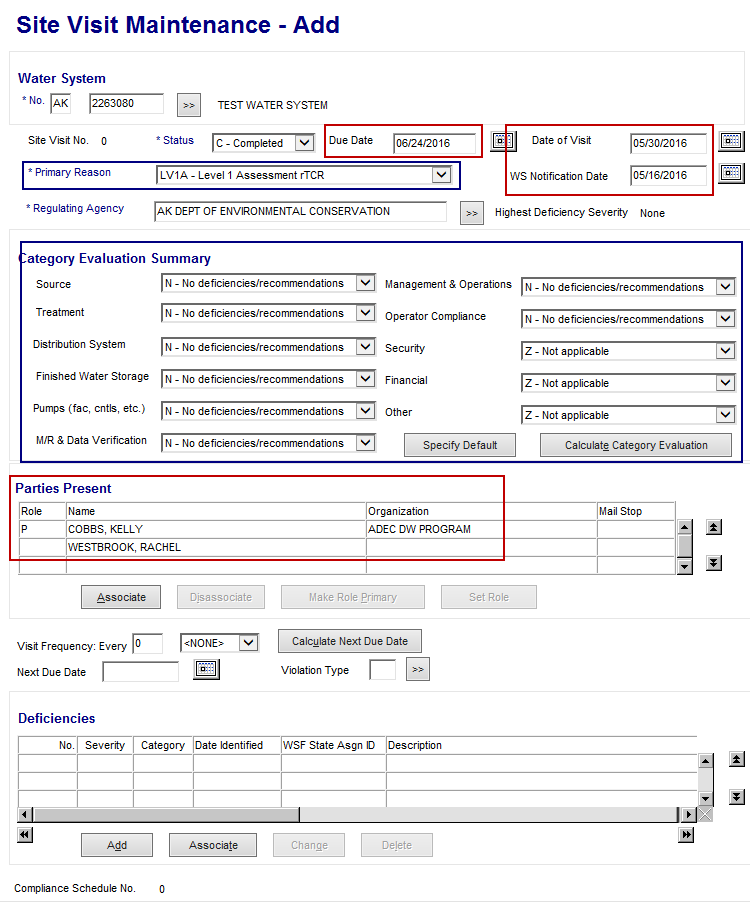 Site Visit Maintenance - Add
Water System
* No. AK 2263080 >> TEST WATER SYSTEM
Site Visit No. 0 * Status C - Completed Due Date 06/24/2016 Date of Visit 05/30/2016
* Primary Reason LV1A - Level 1 Assessment rTCR WS Notification Date 05/16/2016
* Regulating Agency AK DEPT OF ENVIRONMENTAL CONSERVATION >> Highest Deficiency Severity None
Category Evaluation Summary
Source N - No deficiencies/recommendations Management & Operations N - No deficiencies/recommendations
Treatment N - No deficiencies/recommendations Operator Compliance N - No deficiencies/recommendations
Distribution System N - No deficiencies/recommendations Security Z - Not applicable
Finished Water Storage N - No deficiencies/recommendations Financial Z - Not applicable
Pumps (fac, cntls, etc.) N - No deficiencies/recommendations Other Z - Not applicable
M/R & Data Verification N - No deficiencies/recommendations Specify Default Calculate Category Evaluation
Parties Present
Role Name Organization Mail Stop
P COBBS, KELLY ADEC DW PROGRAM
WESTBROOK, RACHEL
Associate Disassociate Make Role Primary Set Role
Visit Frequency: Every 0 <NONE> Calculate Next Due Date
Next Due Date Violation Type >>
Deficiencies
No. Severity Category Date Identified WSF State Asgn ID Description
Add Associate Change Delete
Compliance Schedule No. 0